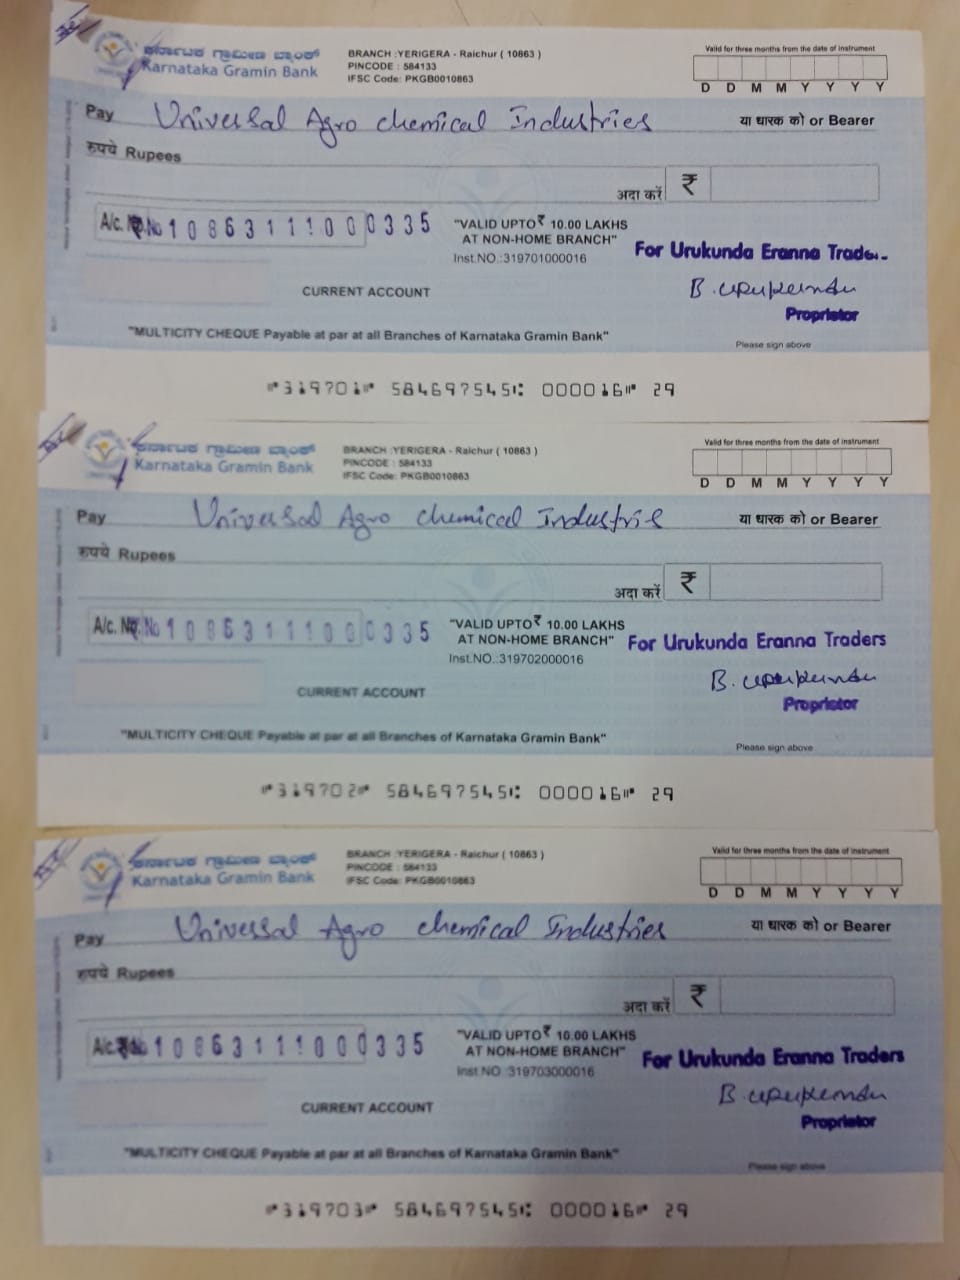 ಕರ್ನಾಟಕ ಗ್ರಾಮೀಣ ಬ್ಯಾಂಕ್
Karnataka Gramin Bank
BRANCH :YERIGERA - Raichur ( 10863 )
PINCODE : 584133
IFSC Code: PKGB0010863
Valid for three months from the date of instrument
D D M M Y Y Y Y
Pay Universal Agro chemical Industries या धारक को or Bearer
रुपये Rupees
अदा करें ₹
A/c. No 10863111000335
"VALID UPTO ₹ 10.00 LAKHS
AT NON-HOME BRANCH"
Inst.NO.:319701000016
For Urukunda Eranna Traders
CURRENT ACCOUNT
Proprietor
"MULTICITY CHEQUE Payable at par at all Branches of Karnataka Gramin Bank"
Please sign above
⑈319701⑈ 584697545⑆ 000016⑈ 29
ಕರ್ನಾಟಕ ಗ್ರಾಮೀಣ ಬ್ಯಾಂಕ್
Karnataka Gramin Bank
BRANCH :YERIGERA - Raichur ( 10863 )
PINCODE : 584133
IFSC Code: PKGB0010863
Valid for three months from the date of instrument
D D M M Y Y Y Y
Pay Universal Agro chemical Industries या धारक को or Bearer
रुपये Rupees
अदा करें ₹
A/c. No 10863111000335
"VALID UPTO ₹ 10.00 LAKHS
AT NON-HOME BRANCH"
Inst.NO.:319702000016
For Urukunda Eranna Traders
CURRENT ACCOUNT
Proprietor
"MULTICITY CHEQUE Payable at par at all Branches of Karnataka Gramin Bank"
Please sign above
⑈319702⑈ 584697545⑆ 000016⑈ 29
ಕರ್ನಾಟಕ ಗ್ರಾಮೀಣ ಬ್ಯಾಂಕ್
Karnataka Gramin Bank
BRANCH :YERIGERA - Raichur ( 10863 )
PINCODE : 584133
IFSC Code: PKGB0010863
Valid for three months from the date of instrument
D D M M Y Y Y Y
Pay Universal Agro chemical Industries या धारक को or Bearer
रुपये Rupees
अदा करें ₹
A/c. No 10863111000335
"VALID UPTO ₹ 10.00 LAKHS
AT NON-HOME BRANCH"
Inst.NO.:319703000016
For Urukunda Eranna Traders
CURRENT ACCOUNT
Proprietor
"MULTICITY CHEQUE Payable at par at all Branches of Karnataka Gramin Bank"
Please sign above
⑈319703⑈ 584697545⑆ 000016⑈ 29